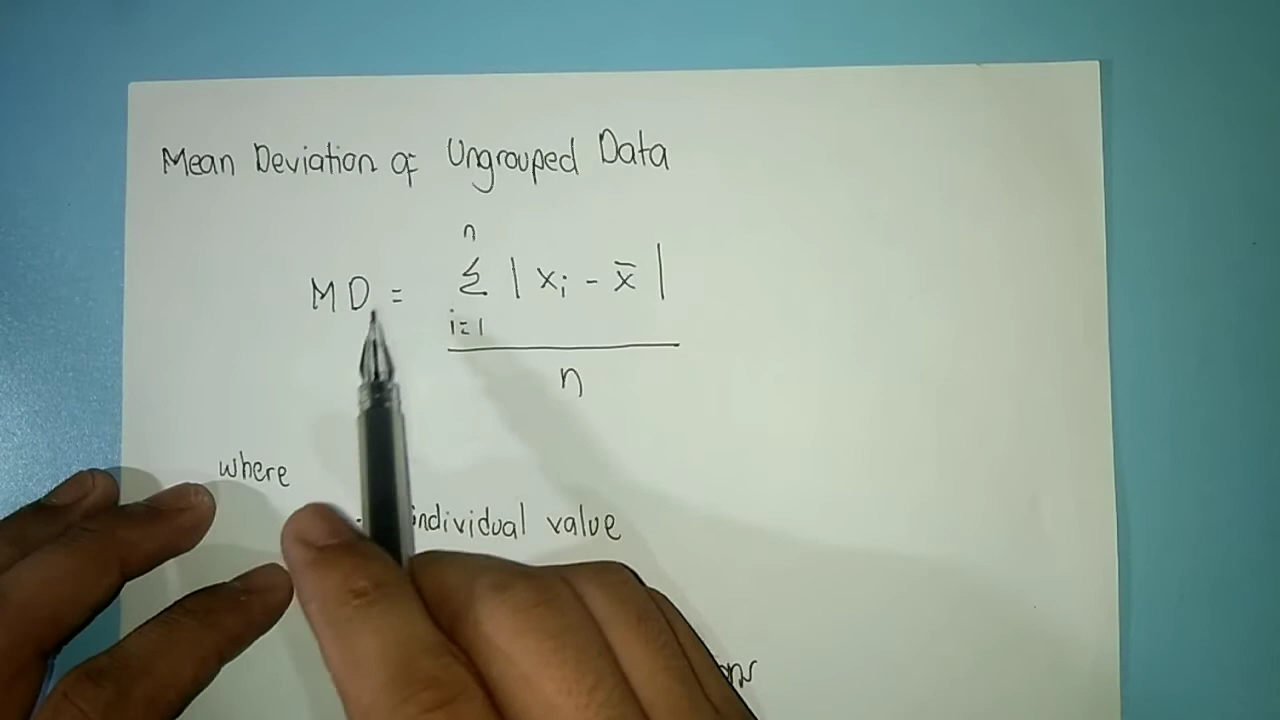 Mean Deviation of Ungrouped Data
n
MD = Σ | xi - x̄ |
i=1
n
where
individual value